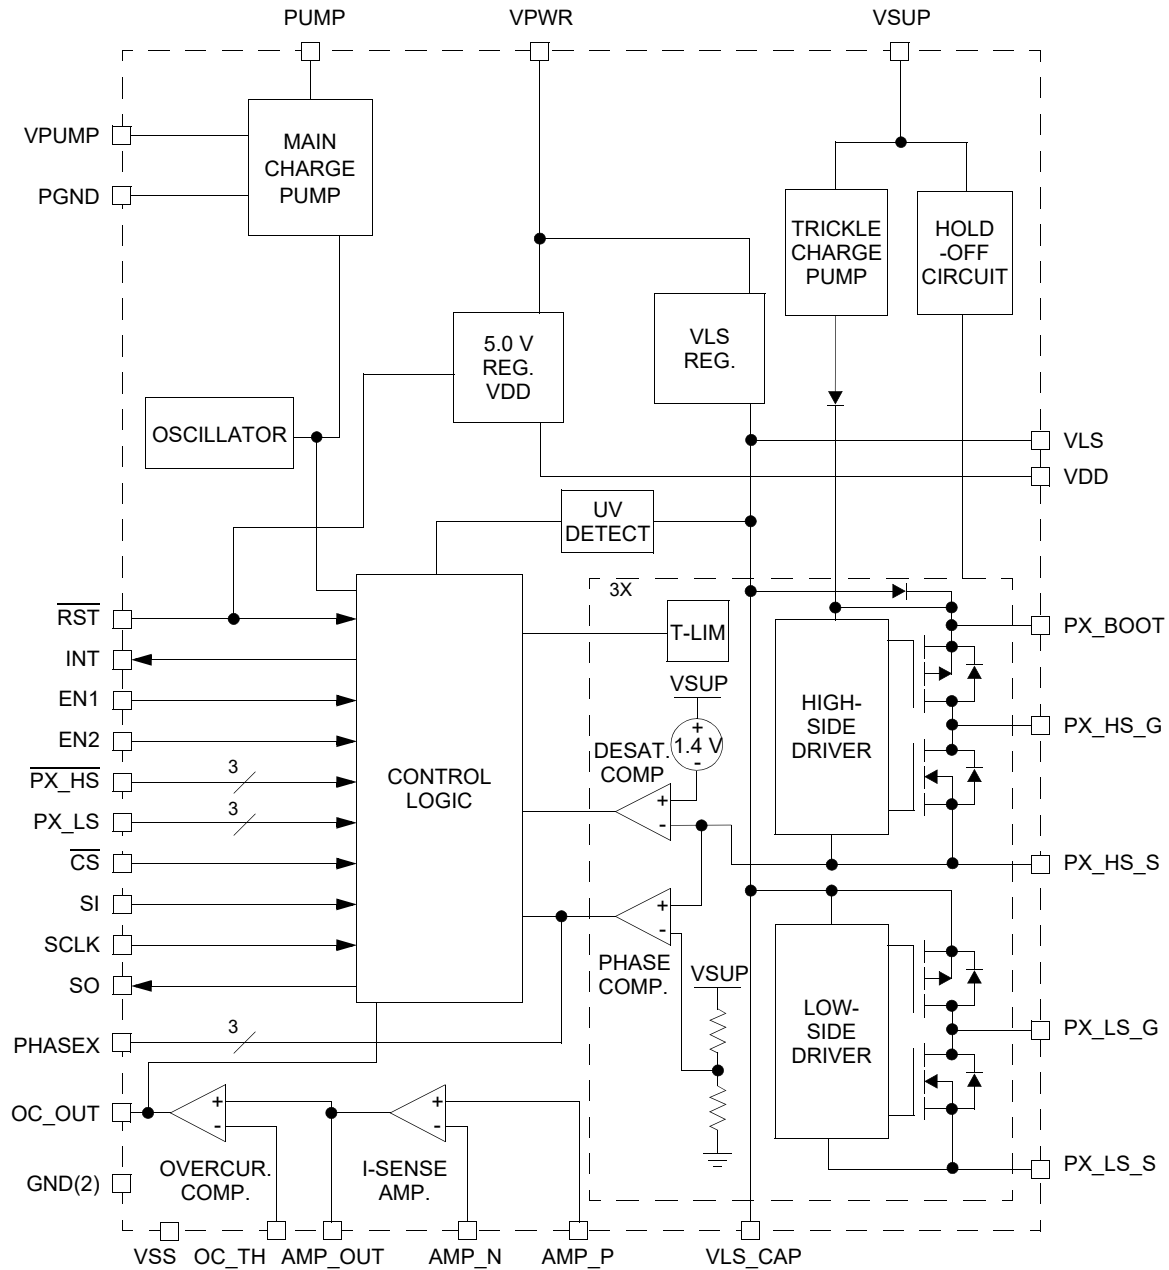 PUMP
VPWR
VSUP
VPUMP
PGND
MAIN
CHARGE
PUMP
TRICKLE
CHARGE
PUMP
HOLD
-OFF
CIRCUIT
5.0 V
REG.
VDD
VLS
REG.
OSCILLATOR
VLS
VDD
UV
DETECT
3X
RST
INT
EN1
EN2
PX_HS
3
PX_LS
3
CS
SI
SCLK
SO
PHASEX
3
OC_OUT
GND(2)
CONTROL
LOGIC
T-LIM
VSUP
+
1.4 V
-
DESAT.
COMP.
+
-
PHASE
COMP.
+
-
VSUP
HIGH-
SIDE
DRIVER
LOW-
SIDE
DRIVER
PX_BOOT
PX_HS_G
PX_HS_S
PX_LS_G
PX_LS_S
+
-
OVERCUR.
COMP.
+
-
I-SENSE
AMP.
VSS
OC_TH
AMP_OUT
AMP_N
AMP_P
VLS_CAP